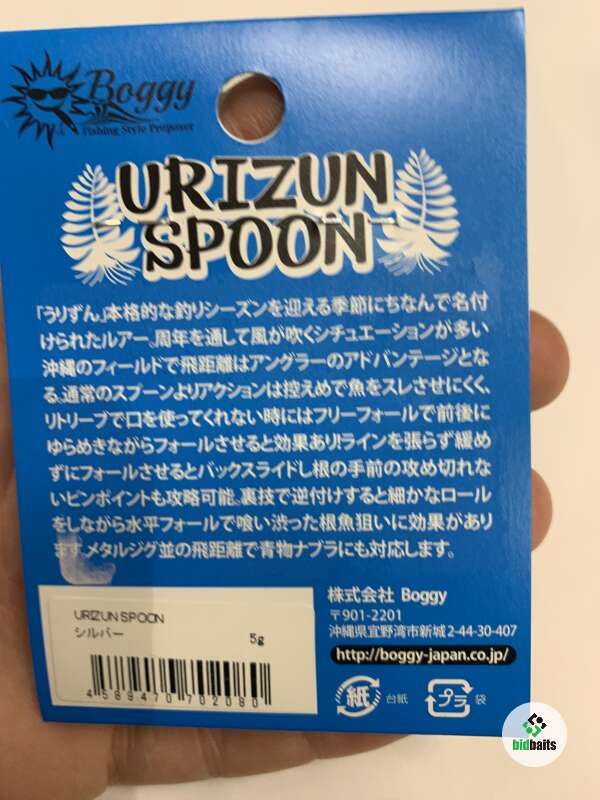 Boggy
Fishing Style Proposer
URIZUN
SPOON
「うりずん」本格的な釣りシーズンを迎える季節にちなんで名付
けられたルアー。周年を通して風が吹くシチュエーションが多い
沖縄のフィールドで飛距離はアングラーのアドバンテージとな
る。通常のスプーンよりアクションは控えめで魚をスレさせにくく、
リトリーブで口を使ってくれない時にはフリーフォールで前後に
ゆらめきながらフォールさせると効果あり!ラインを張らず緩め
ずにフォールさせるとバックスライドし根の手前の攻め切れな
いピンポイントも攻略可能。裏技で逆付けすると細かなロール
をしながら水平フォールで喰い渋った根魚狙いに効果があり
ます。メタルジグ並の飛距離で青物ナブラにも対応します。
URIZUN SPOON
シルバー 5g
4 589470 702080
株式会社 Boggy
〒901-2201
沖縄県宜野湾市新城2-44-30-407
http://boggy-japan.co.jp/
紙 台紙 プラ 袋
bidbaits